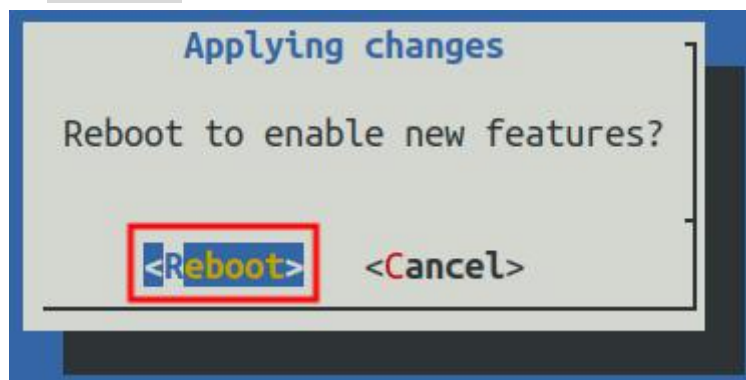 Applying changes
Reboot to enable new features?
<Reboot> <Cancel>